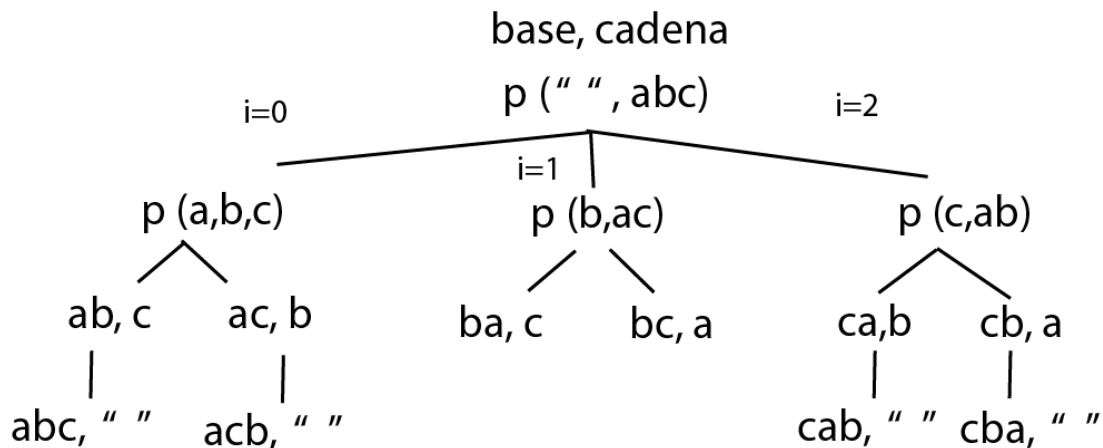 base, cadena
p (“ “, abc)
i=0
i=2
i=1
p (a,b,c)
p (b,ac)
p (c,ab)
ab, c
ac, b
ba, c
bc, a
ca,b
cb, a
abc, “ ”
acb, “ ”
cab, “ ”
cba, “ ”